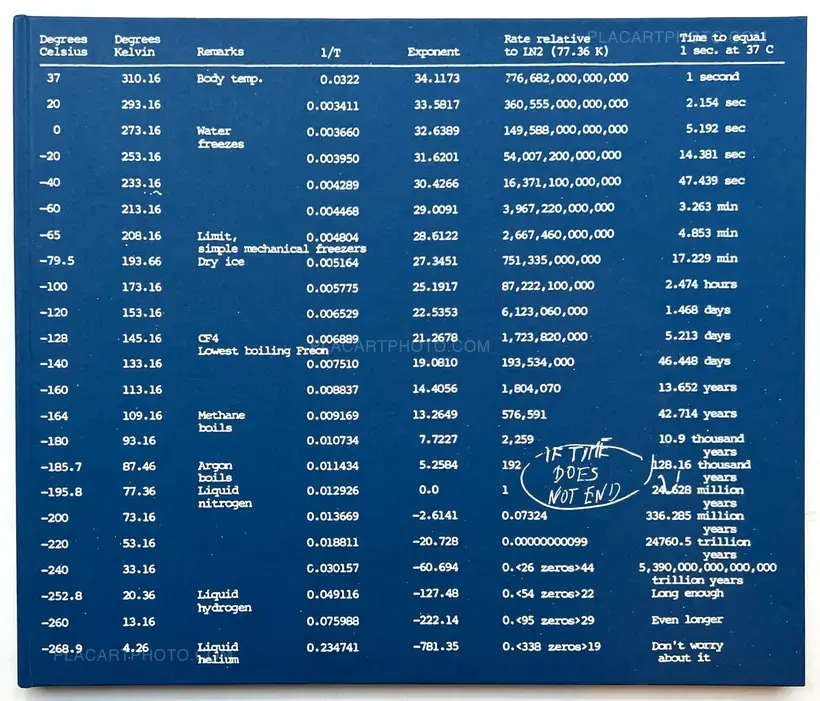 Degrees Celsius Degrees Kelvin Remarks 1/T Exponent Rate relative to LN2 (77.36 K) Time to equal 1 sec. at 37 C
37 310.16 Body temp. 0.0322 34.1173 776,682,000,000,000 1 second
20 293.16 0.003411 33.5817 360,555,000,000,000 2.154 sec
0 273.16 Water freezes 0.003660 32.6389 149,588,000,000,000 5.192 sec
-20 253.16 0.003950 31.6201 54,007,200,000,000 14.381 sec
-40 233.16 0.004289 30.4266 16,371,100,000,000 47.439 sec
-60 213.16 0.004468 29.0091 3,967,220,000,000 3.263 min
-65 208.16 Limit, simple mechanical freezers 0.004804 28.6122 2,667,460,000,000 4.853 min
-79.5 193.66 Dry ice 0.005164 27.3451 751,335,000,000 17.229 min
-100 173.16 0.005775 25.1917 87,222,100,000 2.474 hours
-120 153.16 0.006529 22.5353 6,123,060,000 1.468 days
-128 145.16 CF4 Lowest boiling Freon 0.006889 21.2678 1,723,820,000 5.213 days
-140 133.16 0.007510 19.0810 193,534,000 46.448 days
-160 113.16 0.008837 14.4056 1,804,070 13.652 years
-164 109.16 Methane boils 0.009169 13.2649 576,591 42.714 years
-180 93.16 0.010734 7.7227 2,259 10.9 thousand years
-185.7 87.46 Argon boils 0.011434 5.2584 192 128.16 thousand years
-195.8 77.36 Liquid nitrogen 0.012926 0.0 1 24.628 million years
IF TIME
DOES
NOT END
-200 73.16 0.013669 -2.6141 0.07324 336.285 million years
-220 53.16 0.018811 -20.728 0.00000000099 24760.5 trillion years
-240 33.16 0.030157 -60.694 0.<26 zeros>44 5,390,000,000,000,000 trillion years
-252.8 20.36 Liquid hydrogen 0.049116 -127.48 0.<54 zeros>22 Long enough
-260 13.16 0.075988 -222.14 0.<95 zeros>29 Even longer
-268.9 4.26 Liquid helium 0.234741 -781.35 0.<338 zeros>19 Don't worry about it
PLACARTPHOTO.COM
PLACARTPHOTO.COM
PLACARTPHOTO.COM